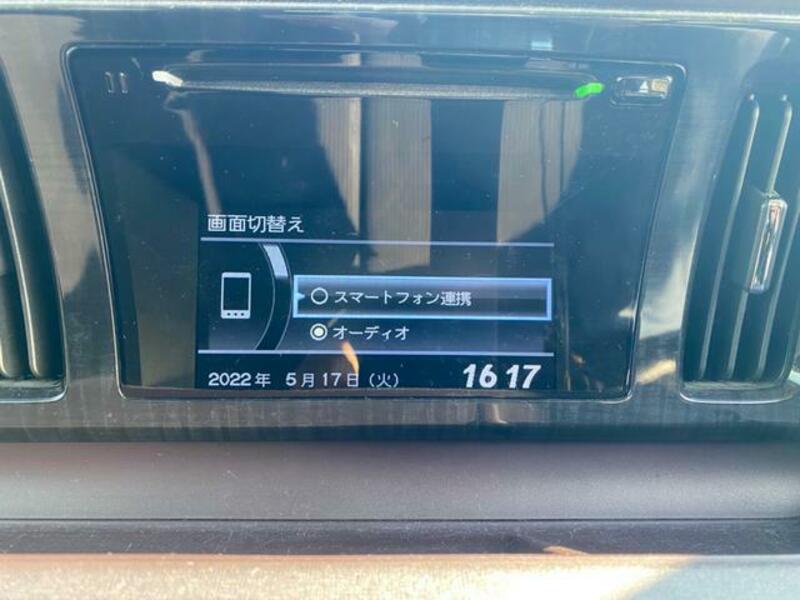 画面切替え
スマートフォン連携
オーディオ
2022年 5月17日（火） 16 17